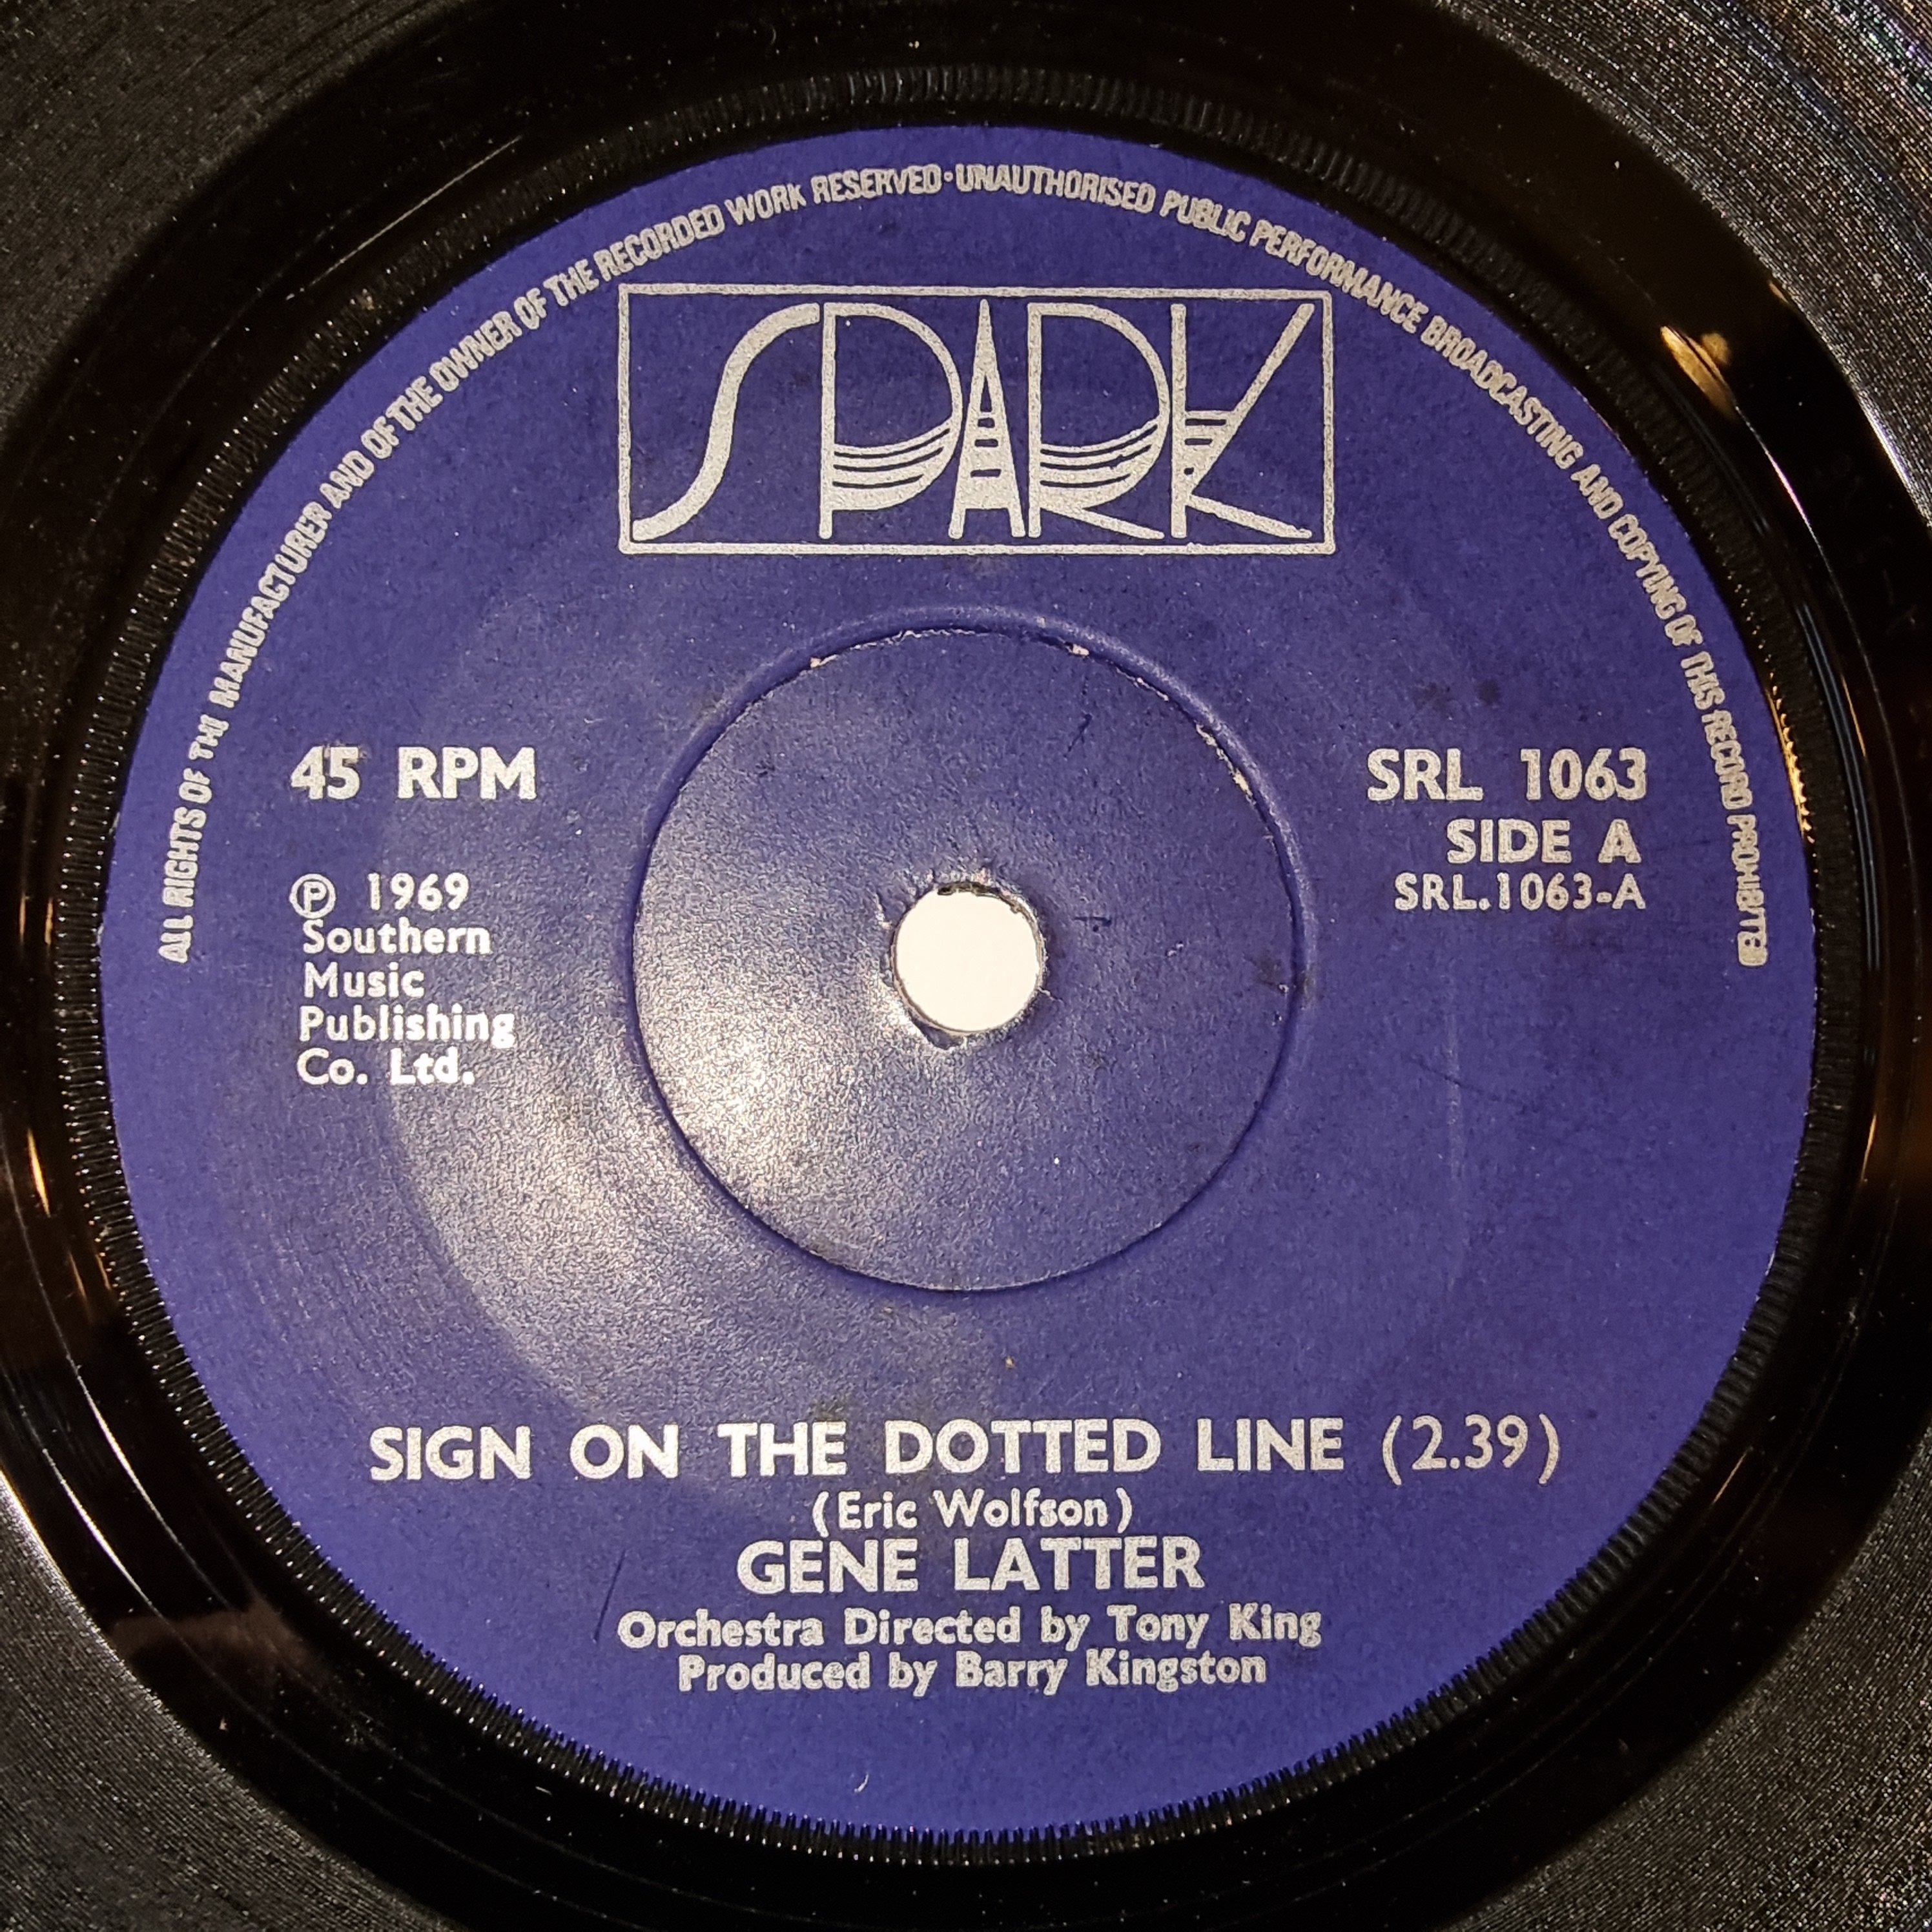 ALL RIGHTS OF THE MANUFACTURER AND OF THE OWNER OF THE RECORDED WORK RESERVED·UNAUTHORISED PUBLIC PERFORMANCE BROADCASTING AND COPYING OF THIS RECORD PROHIBITED
SPARK
45 RPM
℗ 1969
Southern
Music
Publishing
Co. Ltd.
SRL 1063
SIDE A
SRL.1063-A
SIGN ON THE DOTTED LINE (2.39)
(Eric Wolfson)
GENE LATTER
Orchestra Directed by Tony King
Produced by Barry Kingston